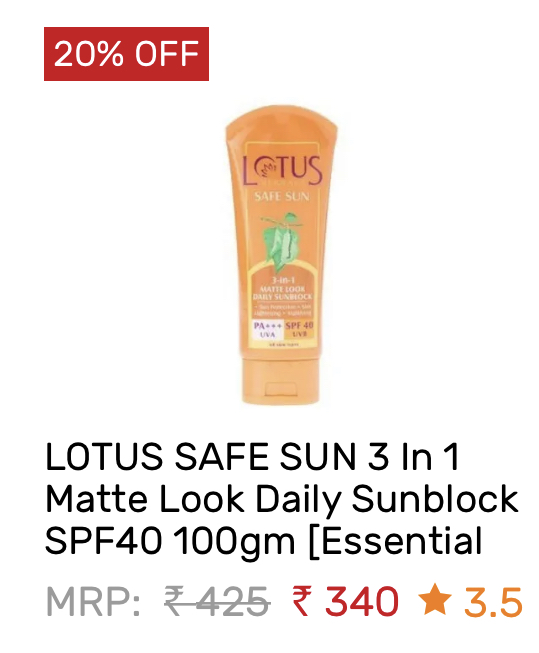 20% OFF
LOTUS
SAFE SUN
3-IN-1
MATTE LOOK
DAILY SUNBLOCK
PA+++ SPF 40
UVA UVB
LOTUS SAFE SUN 3 In 1
Matte Look Daily Sunblock
SPF40 100gm [Essential
MRP: ₹ 425 ₹ 340 ★ 3.5